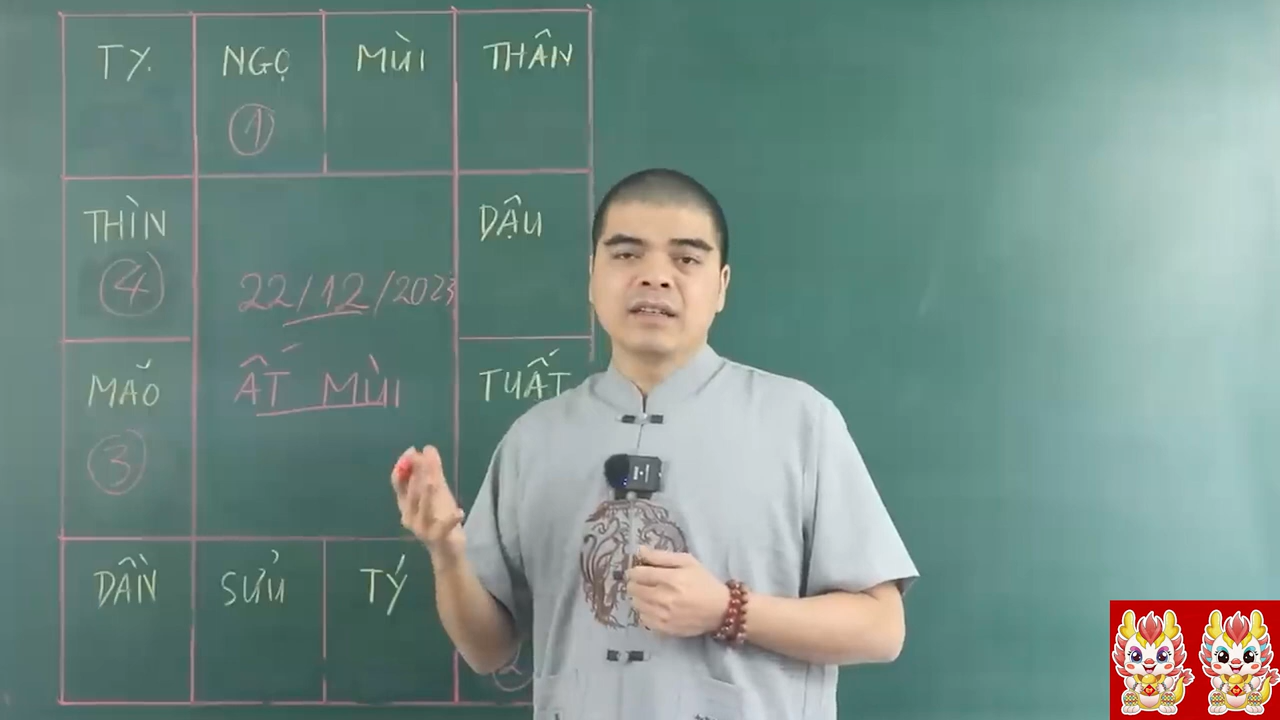 TỴ NGỌ MÙI THÂN
1
THÌN DẬU
4
22/12/2023
ẤT MÙI
MÃO TUẤT
3
DẦN SỬU TÝ
2